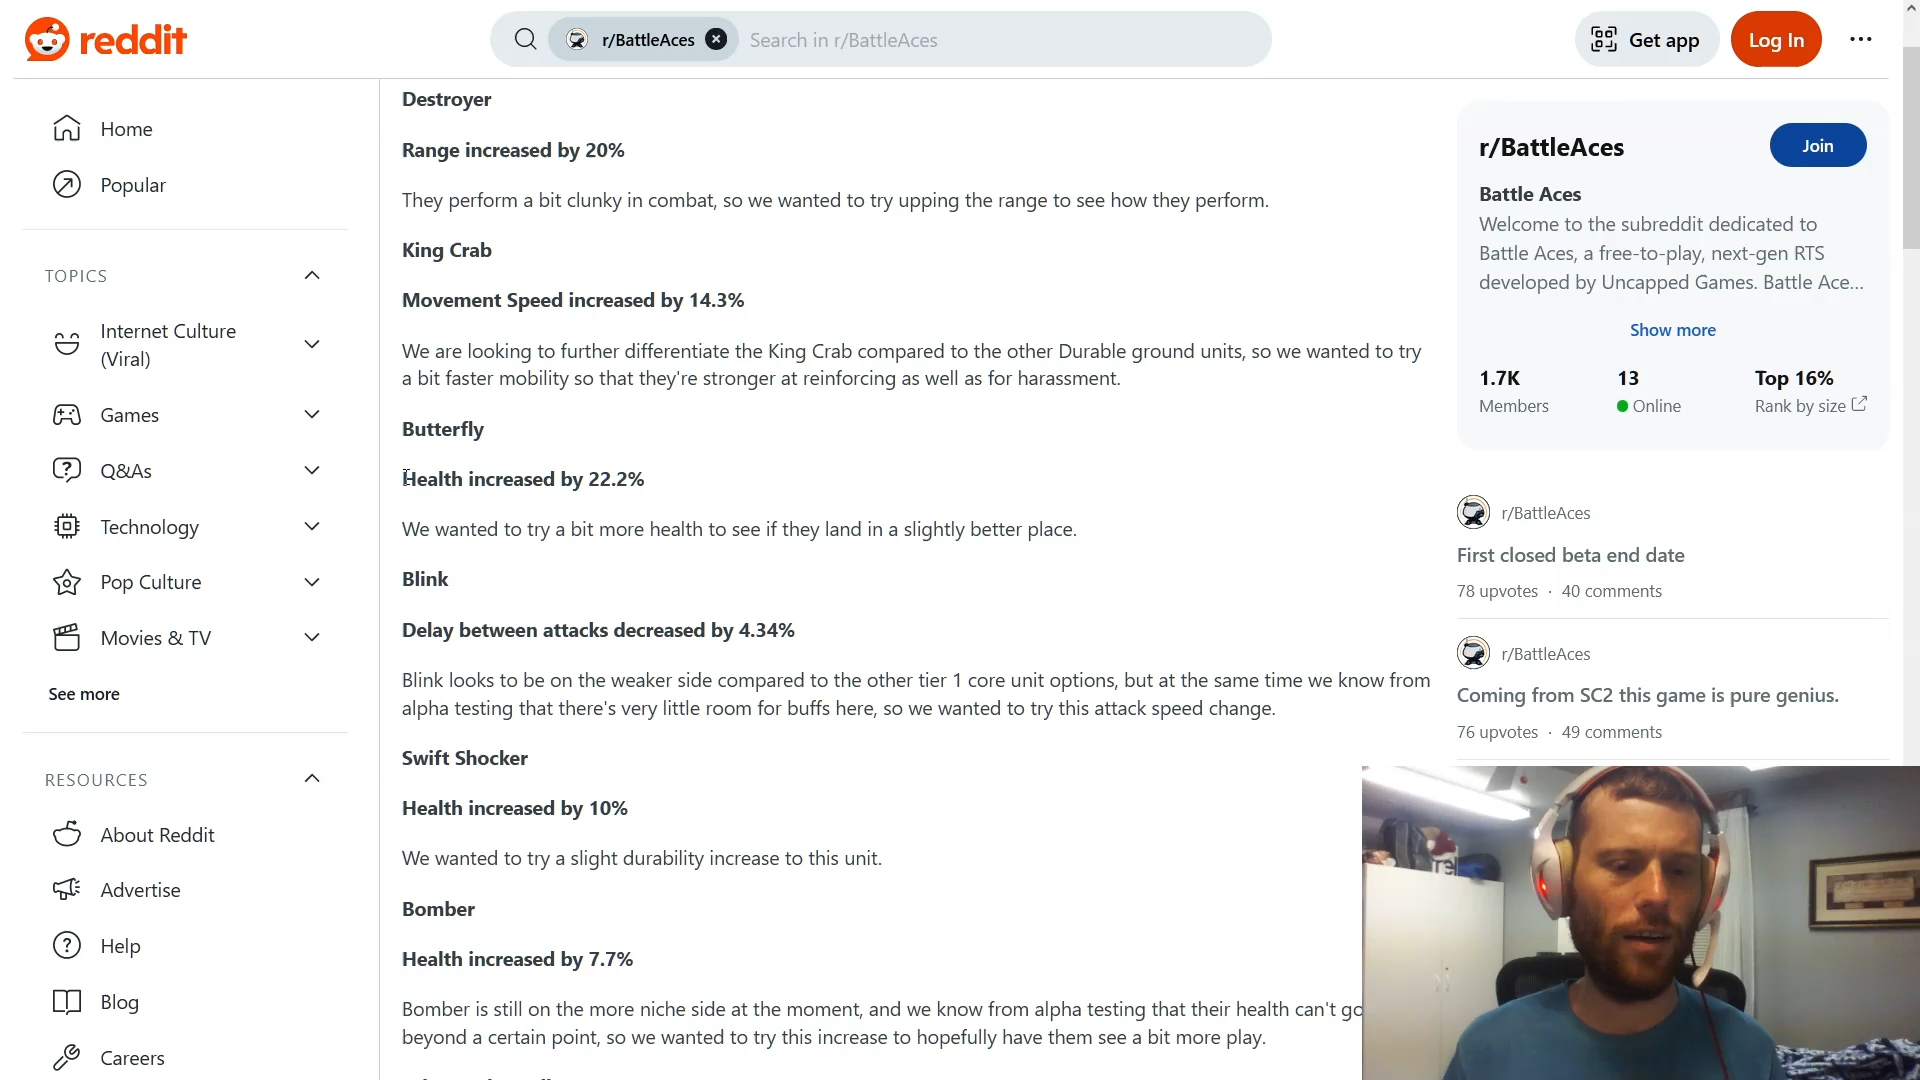 reddit
r/BattleAces
Search in r/BattleAces
Get app
Log In
Home
Popular
TOPICS
Internet Culture
(Viral)
Games
Q&As
Technology
Pop Culture
Movies & TV
See more
RESOURCES
About Reddit
Advertise
Help
Blog
Careers
Destroyer
Range increased by 20%
They perform a bit clunky in combat, so we wanted to try upping the range to see how they perform.
King Crab
Movement Speed increased by 14.3%
We are looking to further differentiate the King Crab compared to the other Durable ground units, so we wanted to try
a bit faster mobility so that they're stronger at reinforcing as well as for harassment.
Butterfly
Health increased by 22.2%
We wanted to try a bit more health to see if they land in a slightly better place.
Blink
Delay between attacks decreased by 4.34%
Blink looks to be on the weaker side compared to the other tier 1 core unit options, but at the same time we know from
alpha testing that there's very little room for buffs here, so we wanted to try this attack speed change.
Swift Shocker
Health increased by 10%
We wanted to try a slight durability increase to this unit.
Bomber
Health increased by 7.7%
Bomber is still on the more niche side at the moment, and we know from alpha testing that their health can't go
beyond a certain point, so we wanted to try this increase to hopefully have them see a bit more play.
r/BattleAces
Join
Battle Aces
Welcome to the subreddit dedicated to
Battle Aces, a free-to-play, next-gen RTS
developed by Uncapped Games. Battle Ace...
Show more
1.7K
Members
13
Online
Top 16%
Rank by size
r/BattleAces
First closed beta end date
78 upvotes · 40 comments
r/BattleAces
Coming from SC2 this game is pure genius.
76 upvotes · 49 comments